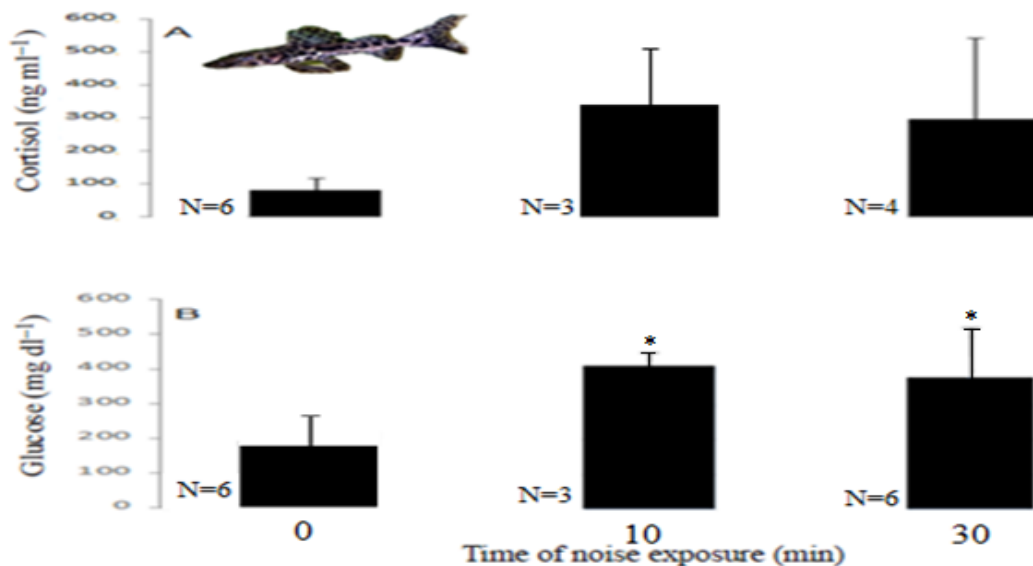 A
Cortisol (ng ml⁻¹)
600
500
400
300
200
100
0
N=6
N=3
N=4
B
Glucose (mg dl⁻¹)
600
500
400
300
200
100
0
*
*
N=6
N=3
N=6
0
10
30
Time of noise exposure (min)